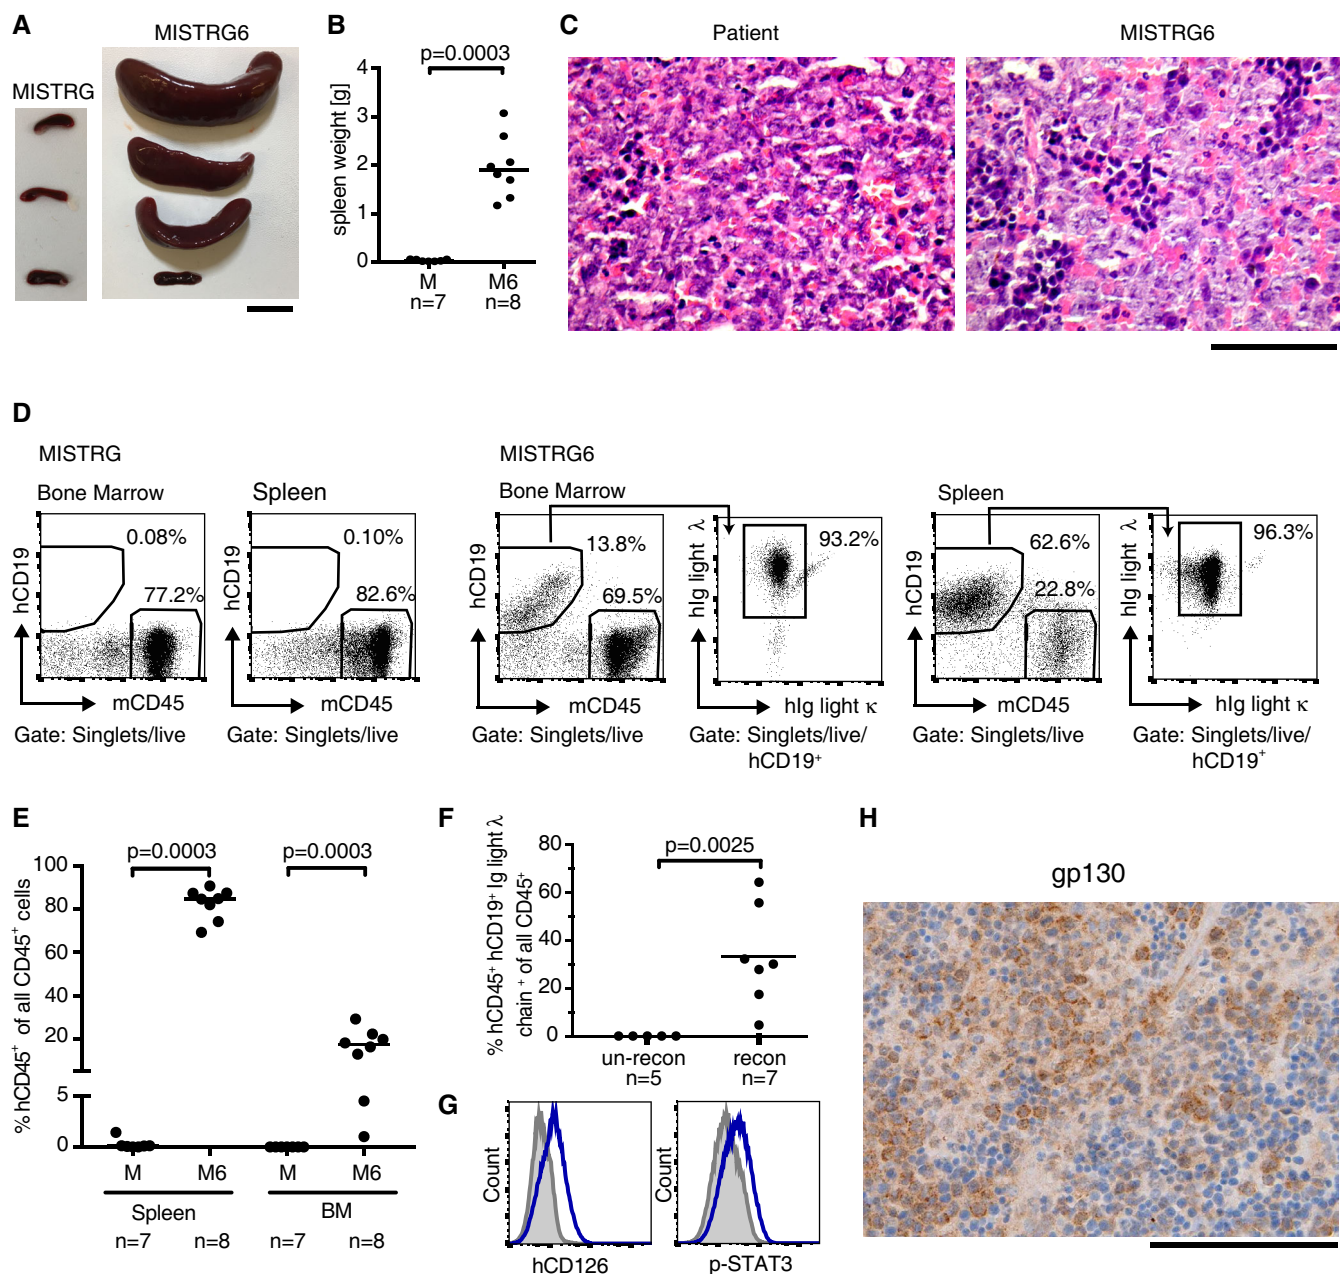 A
MISTRG6
MISTRG
B
p=0.0003
spleen weight [g]
4
3
2
1
0
M
M6
n=7
n=8
C
Patient
MISTRG6
D
MISTRG
Bone Marrow
hCD19
0.08%
77.2%
mCD45
Gate: Singlets/live
Spleen
hCD19
0.10%
82.6%
mCD45
Gate: Singlets/live
MISTRG6
Bone Marrow
hCD19
13.8%
69.5%
mCD45
Gate: Singlets/live
hIg light λ
93.2%
hIg light κ
Gate: Singlets/live/
hCD19⁺
Spleen
hCD19
62.6%
22.8%
mCD45
Gate: Singlets/live
hIg light λ
96.3%
hIg light κ
Gate: Singlets/live/
hCD19⁺
E
% hCD45⁺ of all CD45⁺ cells
100
80
60
40
20
5
0
p=0.0003
p=0.0003
M
M6
M
M6
Spleen
BM
n=7
n=8
n=7
n=8
F
% hCD45⁺ hCD19⁺ Ig light λ
chain⁺ of all CD45⁺
80
60
40
20
0
p=0.0025
un-recon
recon
n=5
n=7
G
Count
hCD126
Count
p-STAT3
H
gp130